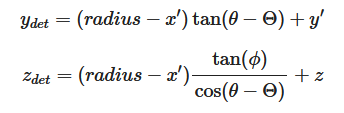 y_det = (radius − x′) tan(θ − Θ) + y′
z_det = (radius − x′) tan(ϕ)/cos(θ − Θ) + z